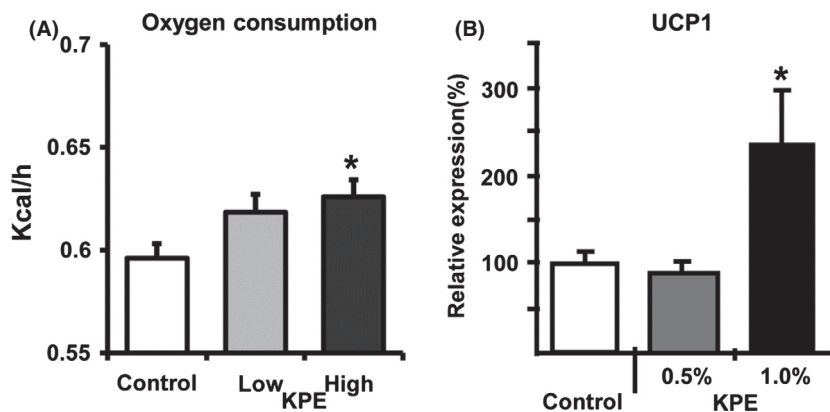 (A) Oxygen consumption
0.7
0.65
0.6
0.55
Kcal/h
*
Control Low High
KPE
(B) UCP1
Relative expression(%)
300
200
100
*
0.5% 1.0%
Control KPE